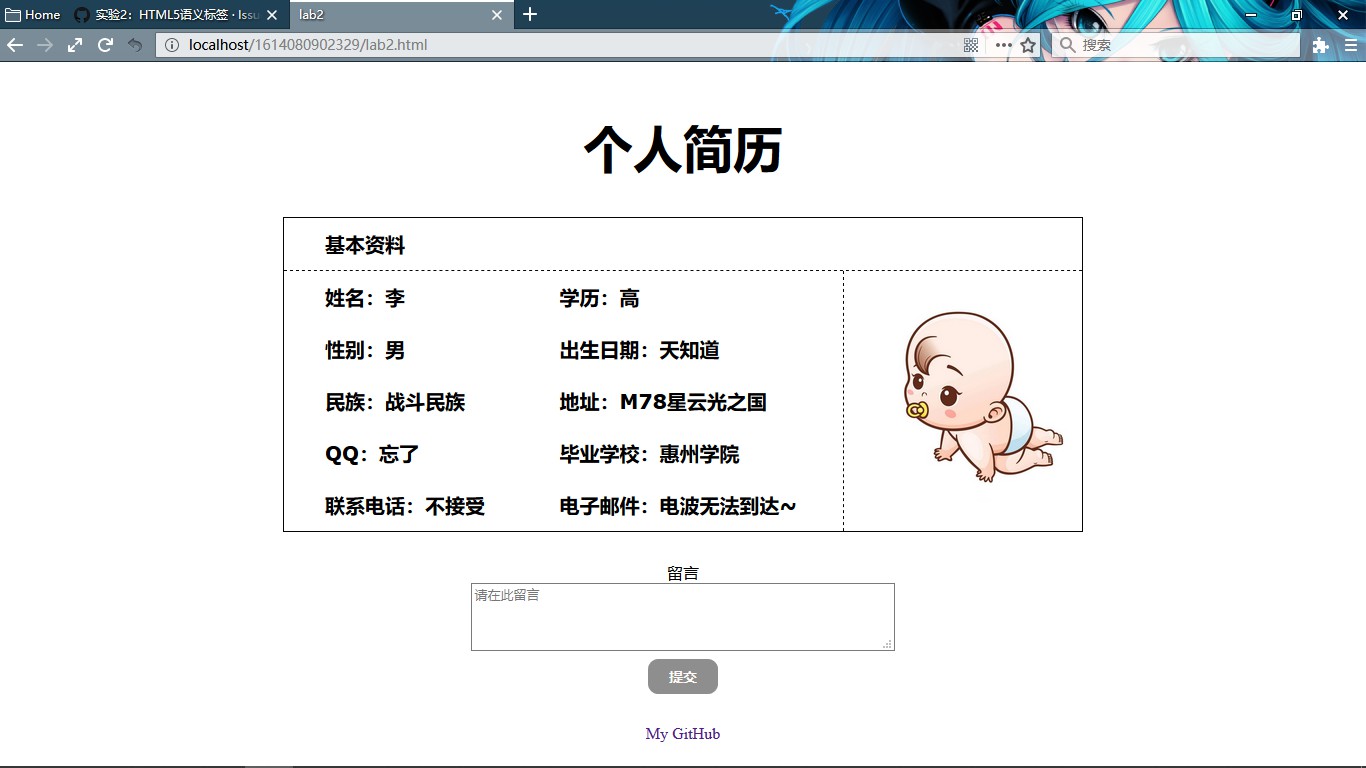 Home
实验2：HTML5语义标签 · Issu
lab2
localhost/1614080902329/lab2.html
搜索
个人简历
基本资料
姓名：李 学历：高
性别：男 出生日期：天知道
民族：战斗民族 地址：M78星云光之国
QQ：忘了 毕业学校：惠州学院
联系电话：不接受 电子邮件：电波无法到达~
留言
请在此留言
提交
My GitHub